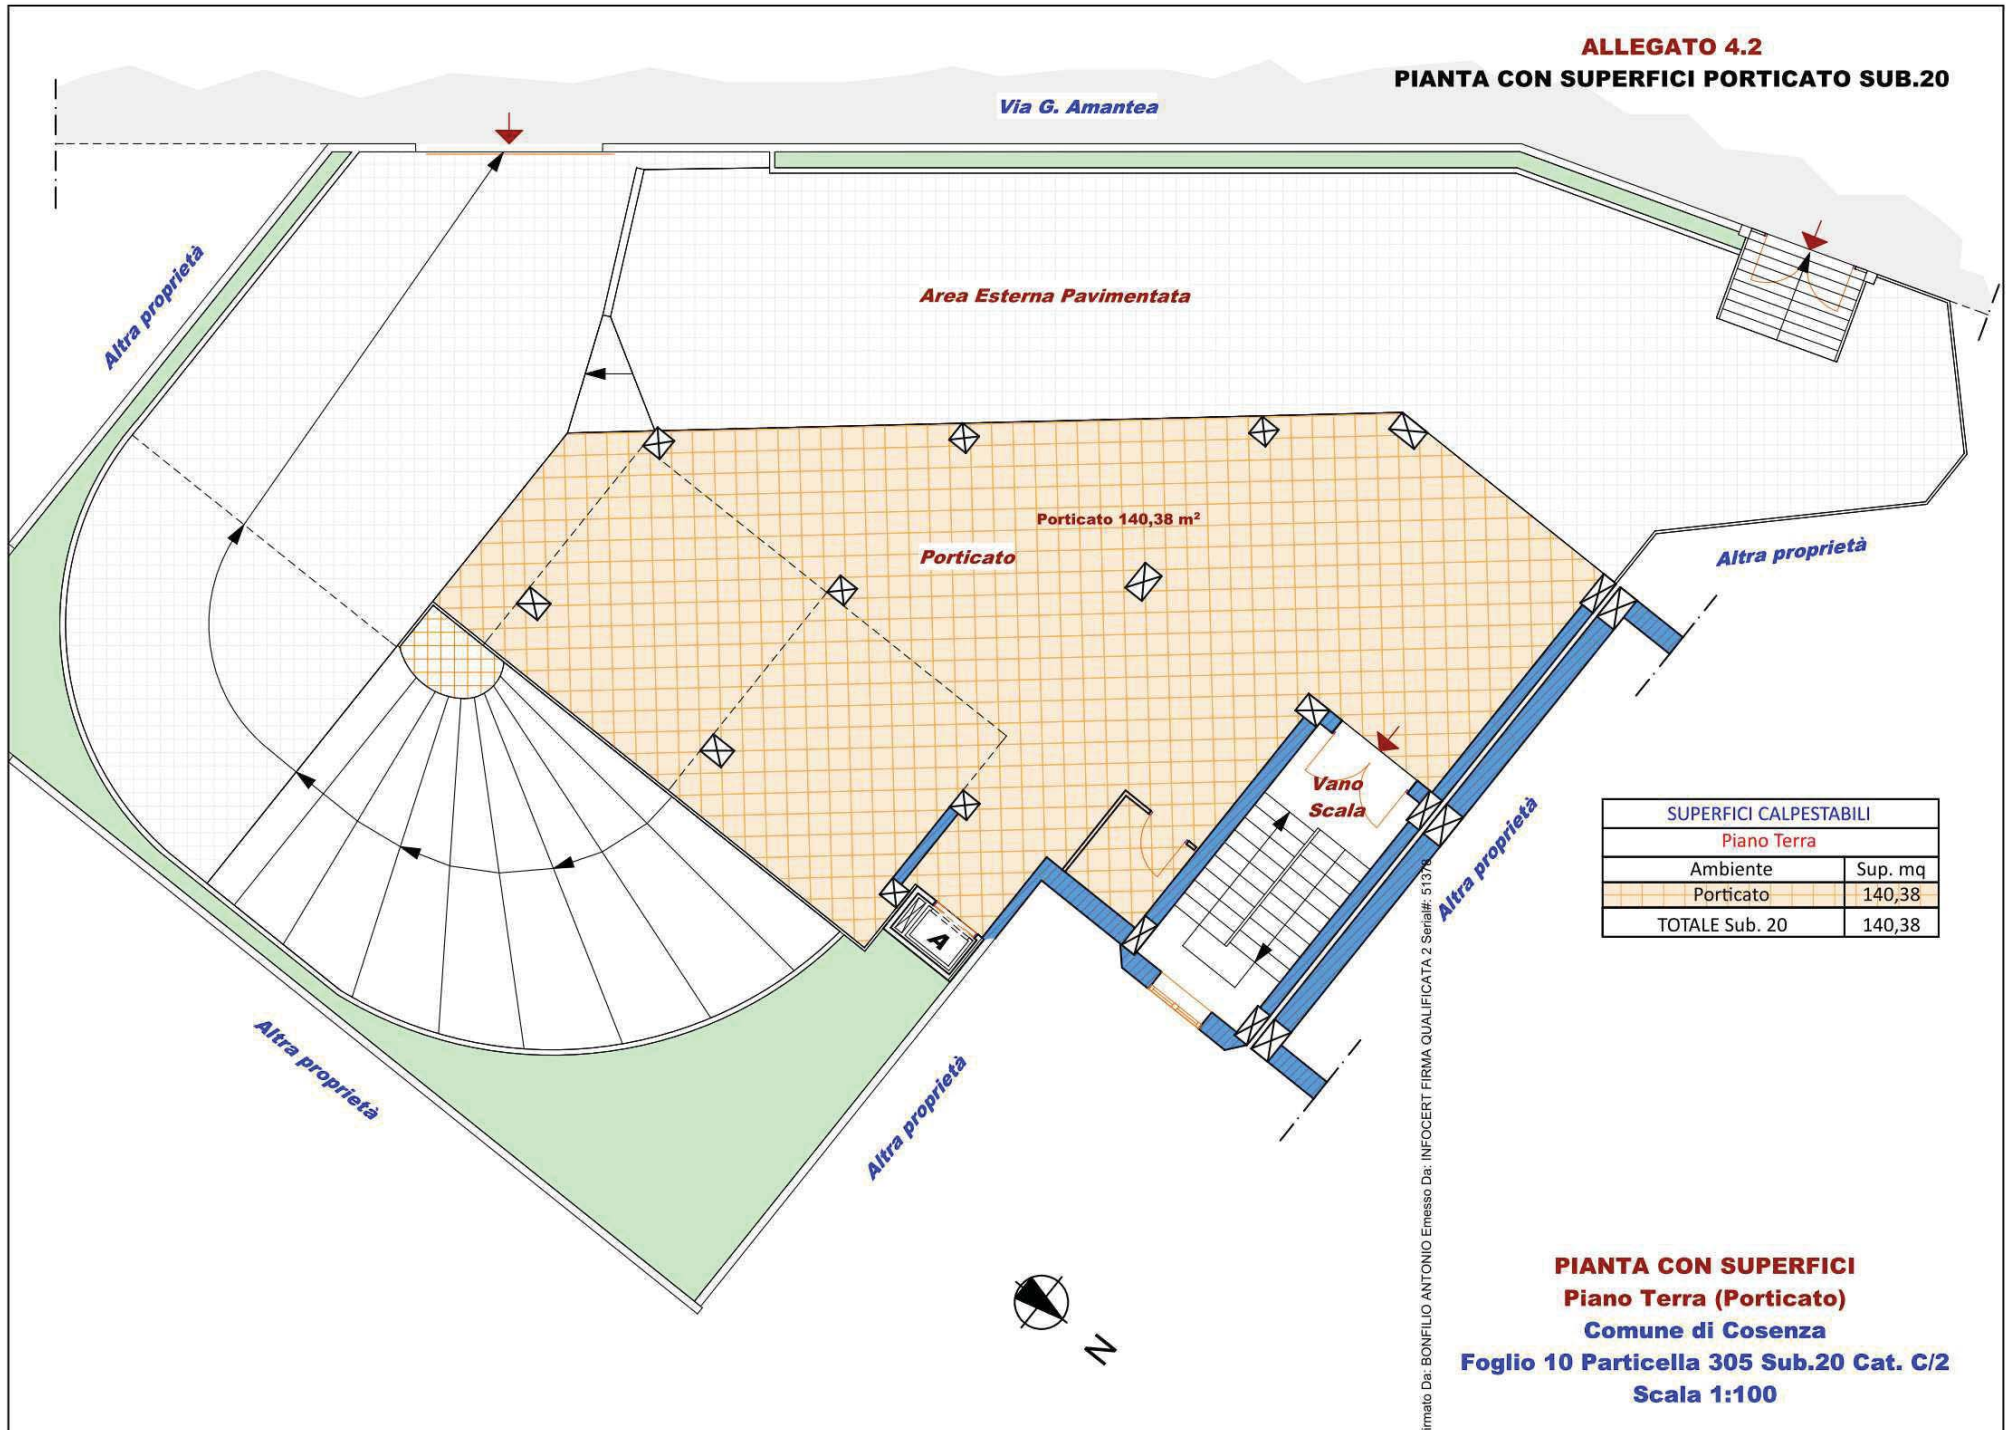 ALLEGATO 4.2
PIANTA CON SUPERFICI PORTICATO SUB.20
Via G. Amantea
Altra proprietà
Area Esterna Pavimentata
Porticato 140,38 m²
Porticato
Altra proprietà
Vano
Scala
Altra proprietà
SUPERFICI CALPESTABILI
Piano Terra
Ambiente Sup. mq
Porticato 140,38
TOTALE Sub. 20 140,38
A
Altra proprietà
Altra proprietà
N
irmato Da: BONFILIO ANTONIO Emesso Da: INFOCERT FIRMA QUALIFICATA 2 Serial#: 51378
PIANTA CON SUPERFICI
Piano Terra (Porticato)
Comune di Cosenza
Foglio 10 Particella 305 Sub.20 Cat. C/2
Scala 1:100